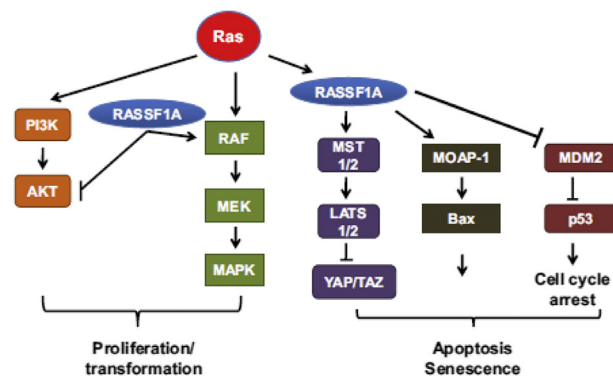 Ras
RASSF1A
RASSF1A
PI3K
RAF
MST
1/2
MOAP-1
MDM2
AKT
MEK
LATS
1/2
Bax
p53
MAPK
YAP/TAZ
Cell cycle
arrest
Proliferation/
transformation
Apoptosis
Senescence